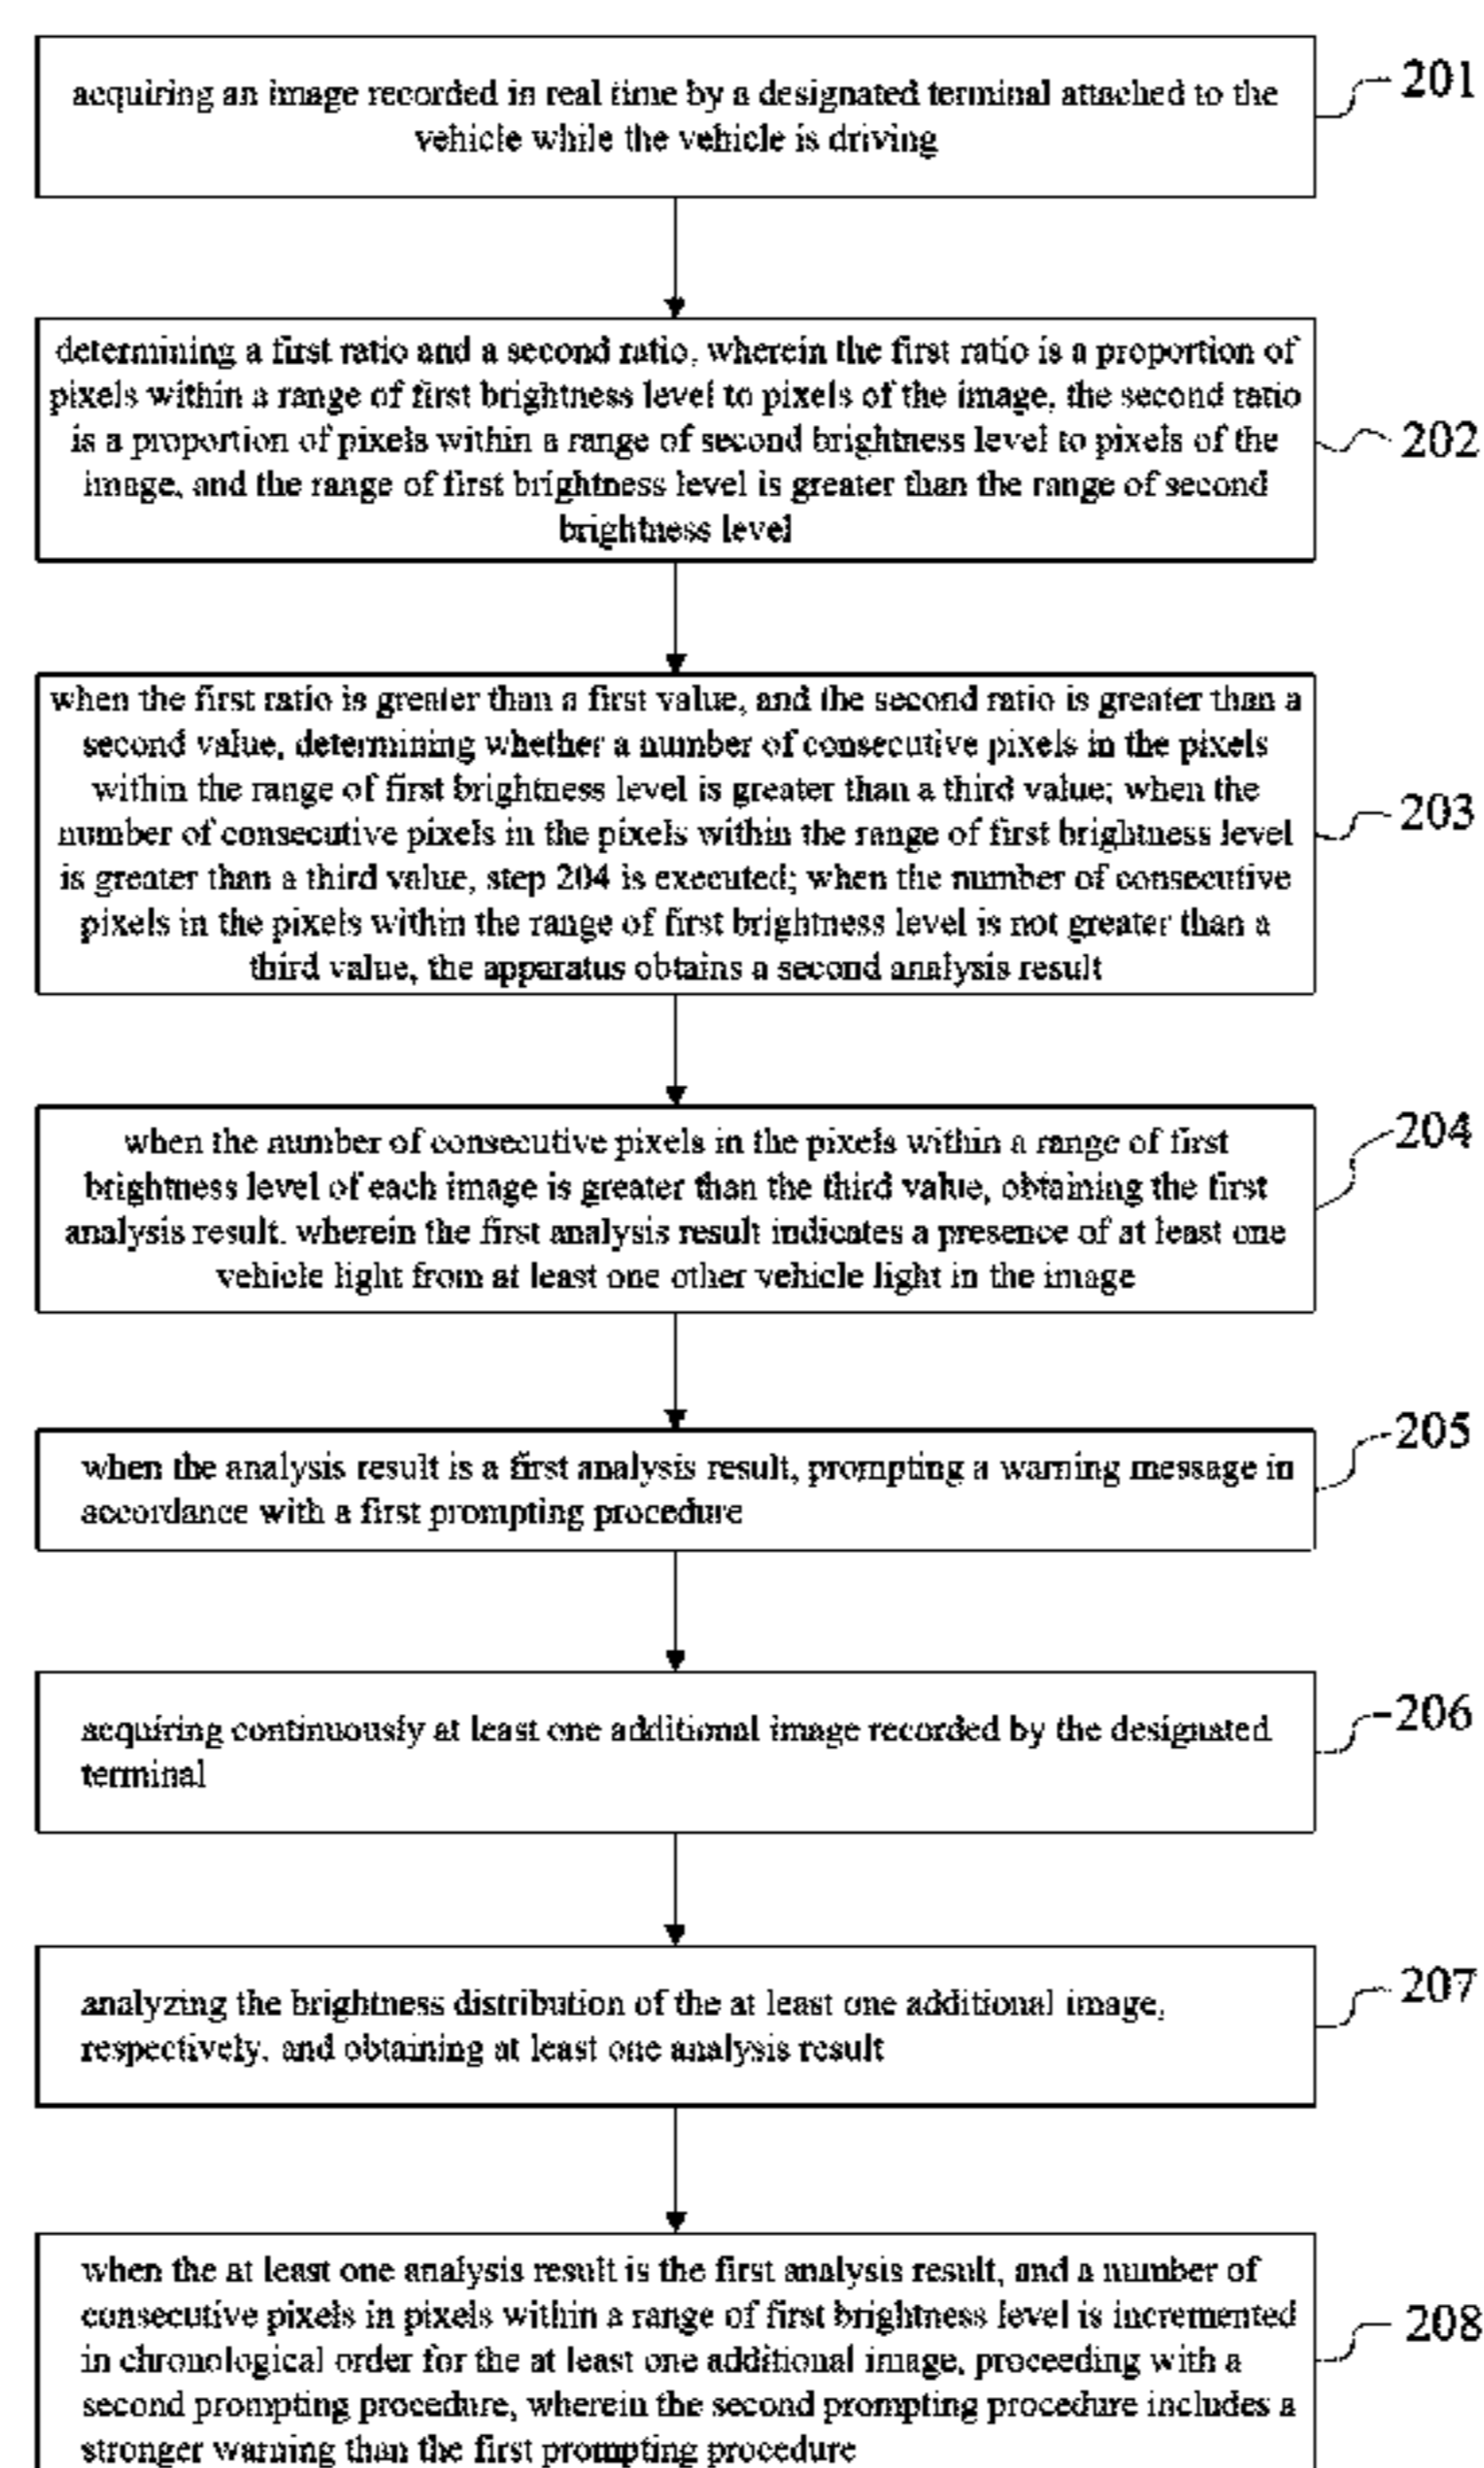 acquiring an image recorded in real time by a designated terminal attached to the
vehicle while the vehicle is driving
201
determining a first ratio and a second ratio, wherein the first ratio is a proportion of
pixels within a range of first brightness level to pixels of the image, the second ratio
is a proportion of pixels within a range of second brightness level to pixels of the
image, and the range of first brightness level is greater than the range of second
brightness level
202
when the first ratio is greater than a first value, and the second ratio is greater than a
second value, determining whether a number of consecutive pixels in the pixels
within the range of first brightness level is greater than a third value; when the
number of consecutive pixels in the pixels within the range of first brightness level
is greater than a third value, step 204 is executed; when the number of consecutive
pixels in the pixels within the range of first brightness level is not greater than a
third value, the apparatus obtains a second analysis result
203
when the number of consecutive pixels in the pixels within a range of first
brightness level of each image is greater than the third value, obtaining the first
analysis result. wherein the first analysis result indicates a presence of at least one
vehicle light from at least one other vehicle light in the image
204
when the analysis result is a first analysis result, prompting a warning message in
accordance with a first prompting procedure
205
acquiring continuously at least one additional image recorded by the designated
terminal
206
analyzing the brightness distribution of the at least one additional image,
respectively, and obtaining at least one analysis result
207
when the at least one analysis result is the first analysis result, and a number of
consecutive pixels in pixels within a range of first brightness level is incremented
in chronological order for the at least one additional image, proceeding with a
second prompting procedure, wherein the second prompting procedure includes a
stronger warning than the first prompting procedure
208